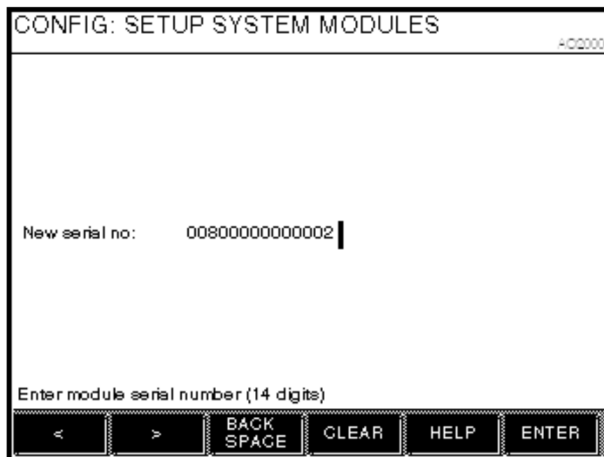 CONFIG: SETUP SYSTEM MODULES
AO2000
New serial no: 00800000000002
Enter module serial number (14 digits)
< > BACK SPACE CLEAR HELP ENTER